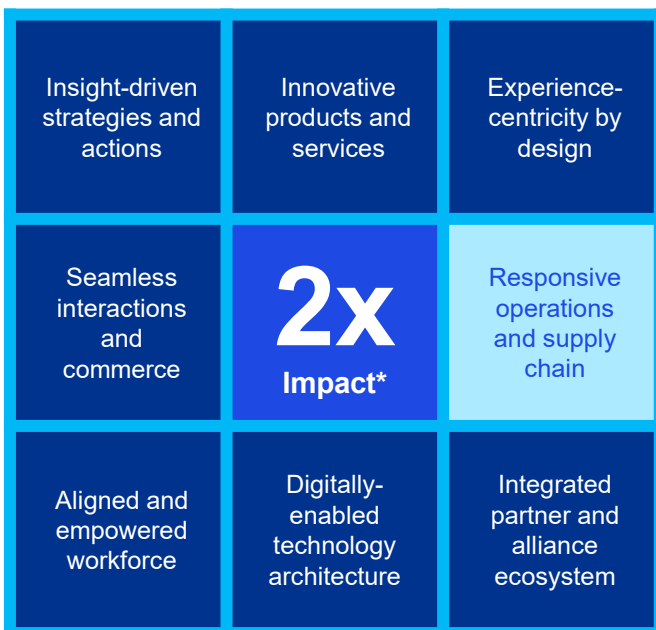 Insight-driven
strategies and
actions
Innovative
products and
services
Experience-
centricity by
design
Seamless
interactions
and
commerce
2x
Impact*
Responsive
operations
and supply
chain
Aligned and
empowered
workforce
Digitally-
enabled
technology
architecture
Integrated
partner and
alliance
ecosystem